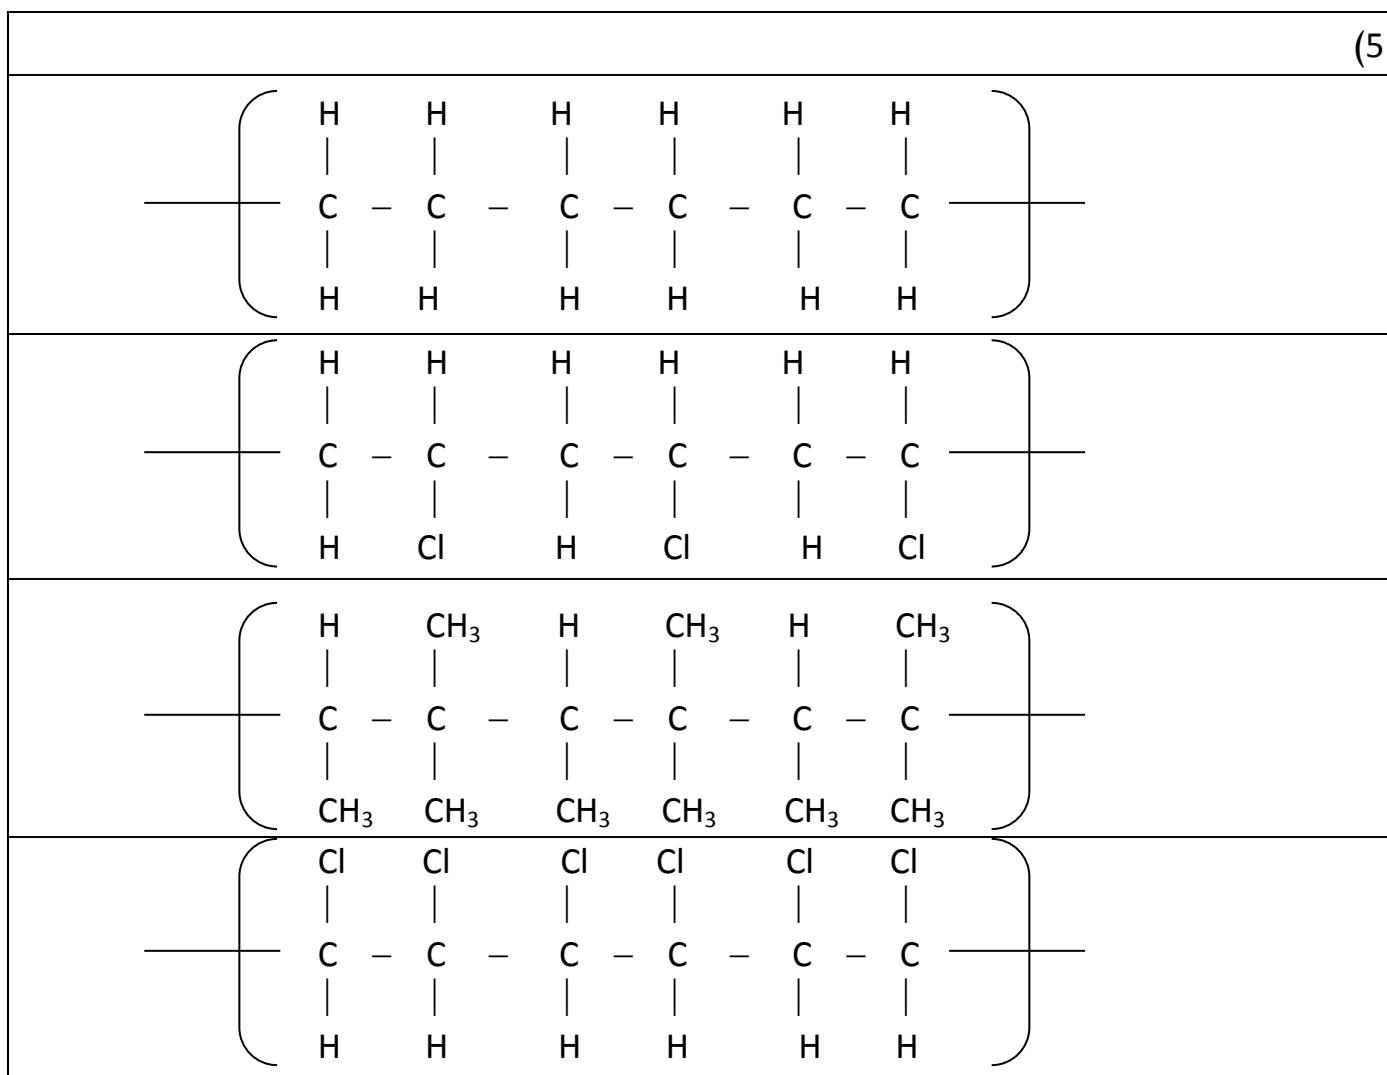 (5
H H H H H H
C – C – C – C – C – C
H H H H H H
H H H H H H
C – C – C – C – C – C
H Cl H Cl H Cl
H CH₃ H CH₃ H CH₃
C – C – C – C – C – C
CH₃ CH₃ CH₃ CH₃ CH₃ CH₃
Cl Cl Cl Cl Cl Cl
C – C – C – C – C – C
H H H H H H